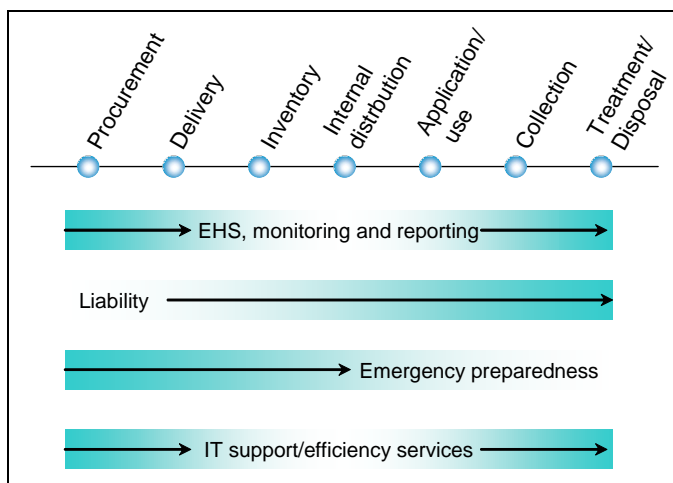 Procurement
Delivery
Inventory
Internal
distrbution
Application/
use
Collection
Treatment/
Disposal
EHS, monitoring and reporting
Liability
Emergency preparedness
IT support/efficiency services